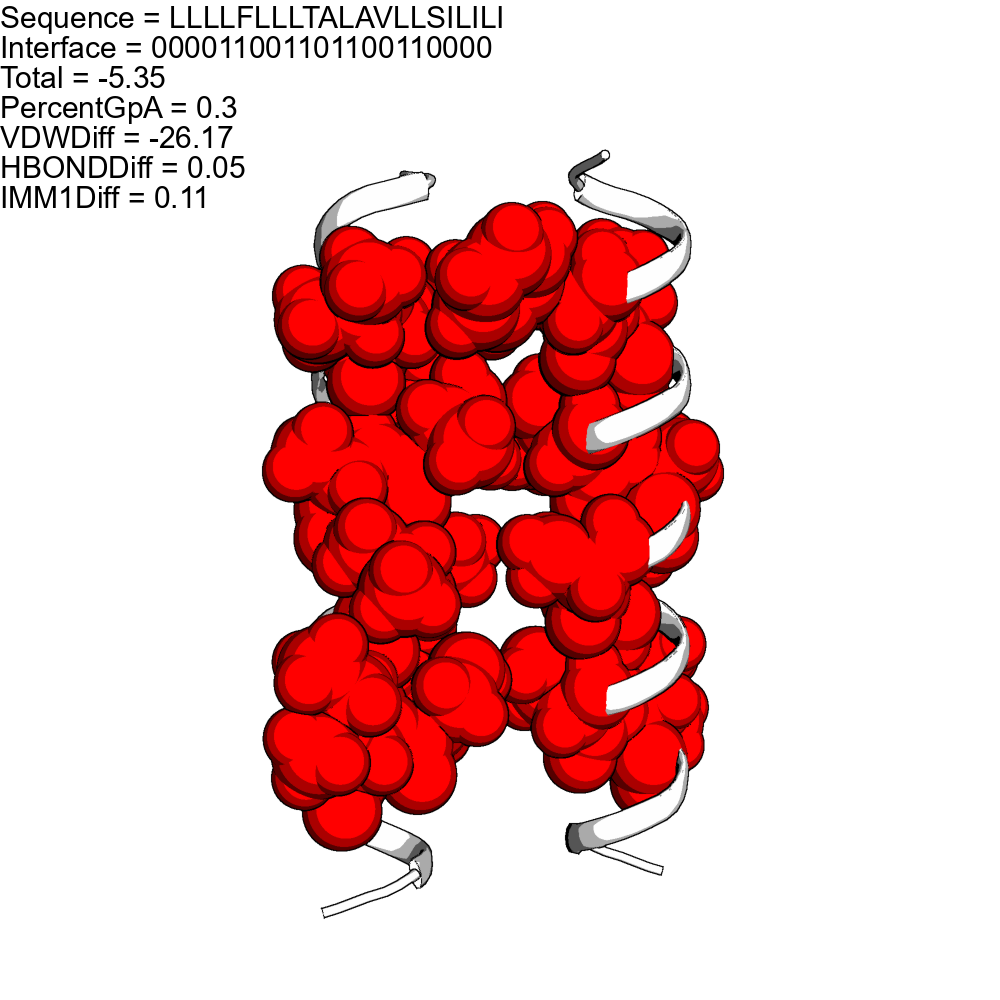 Sequence = LLLLFLLLTALAVLLSILILI
Interface = 000011001101100110000
Total = -5.35
PercentGpA = 0.3
VDWDiff = -26.17
HBONDDiff = 0.05
IMM1Diff = 0.11